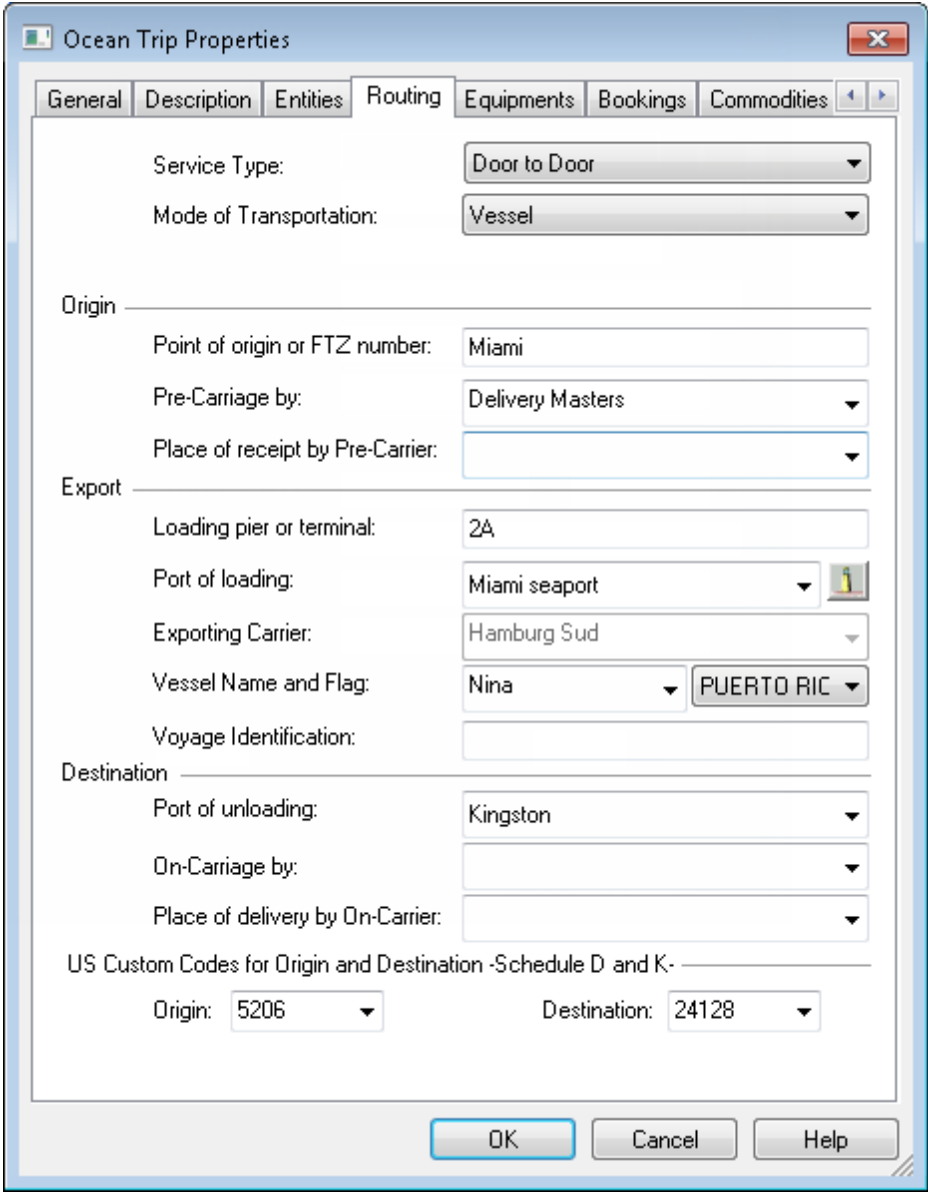 Ocean Trip Properties
General Description Entities Routing Equipments Bookings Commodities
Service Type: Door to Door
Mode of Transportation: Vessel
Origin
Point of origin or FTZ number: Miami
Pre-Carriage by: Delivery Masters
Place of receipt by Pre-Carrier:
Export
Loading pier or terminal: 2A
Port of loading: Miami seaport
Exporting Carrier: Hamburg Sud
Vessel Name and Flag: Nina PUERTO RIC
Voyage Identification:
Destination
Port of unloading: Kingston
On-Carriage by:
Place of delivery by On-Carrier:
US Custom Codes for Origin and Destination -Schedule D and K-
Origin: 5206 Destination: 24128
OK Cancel Help